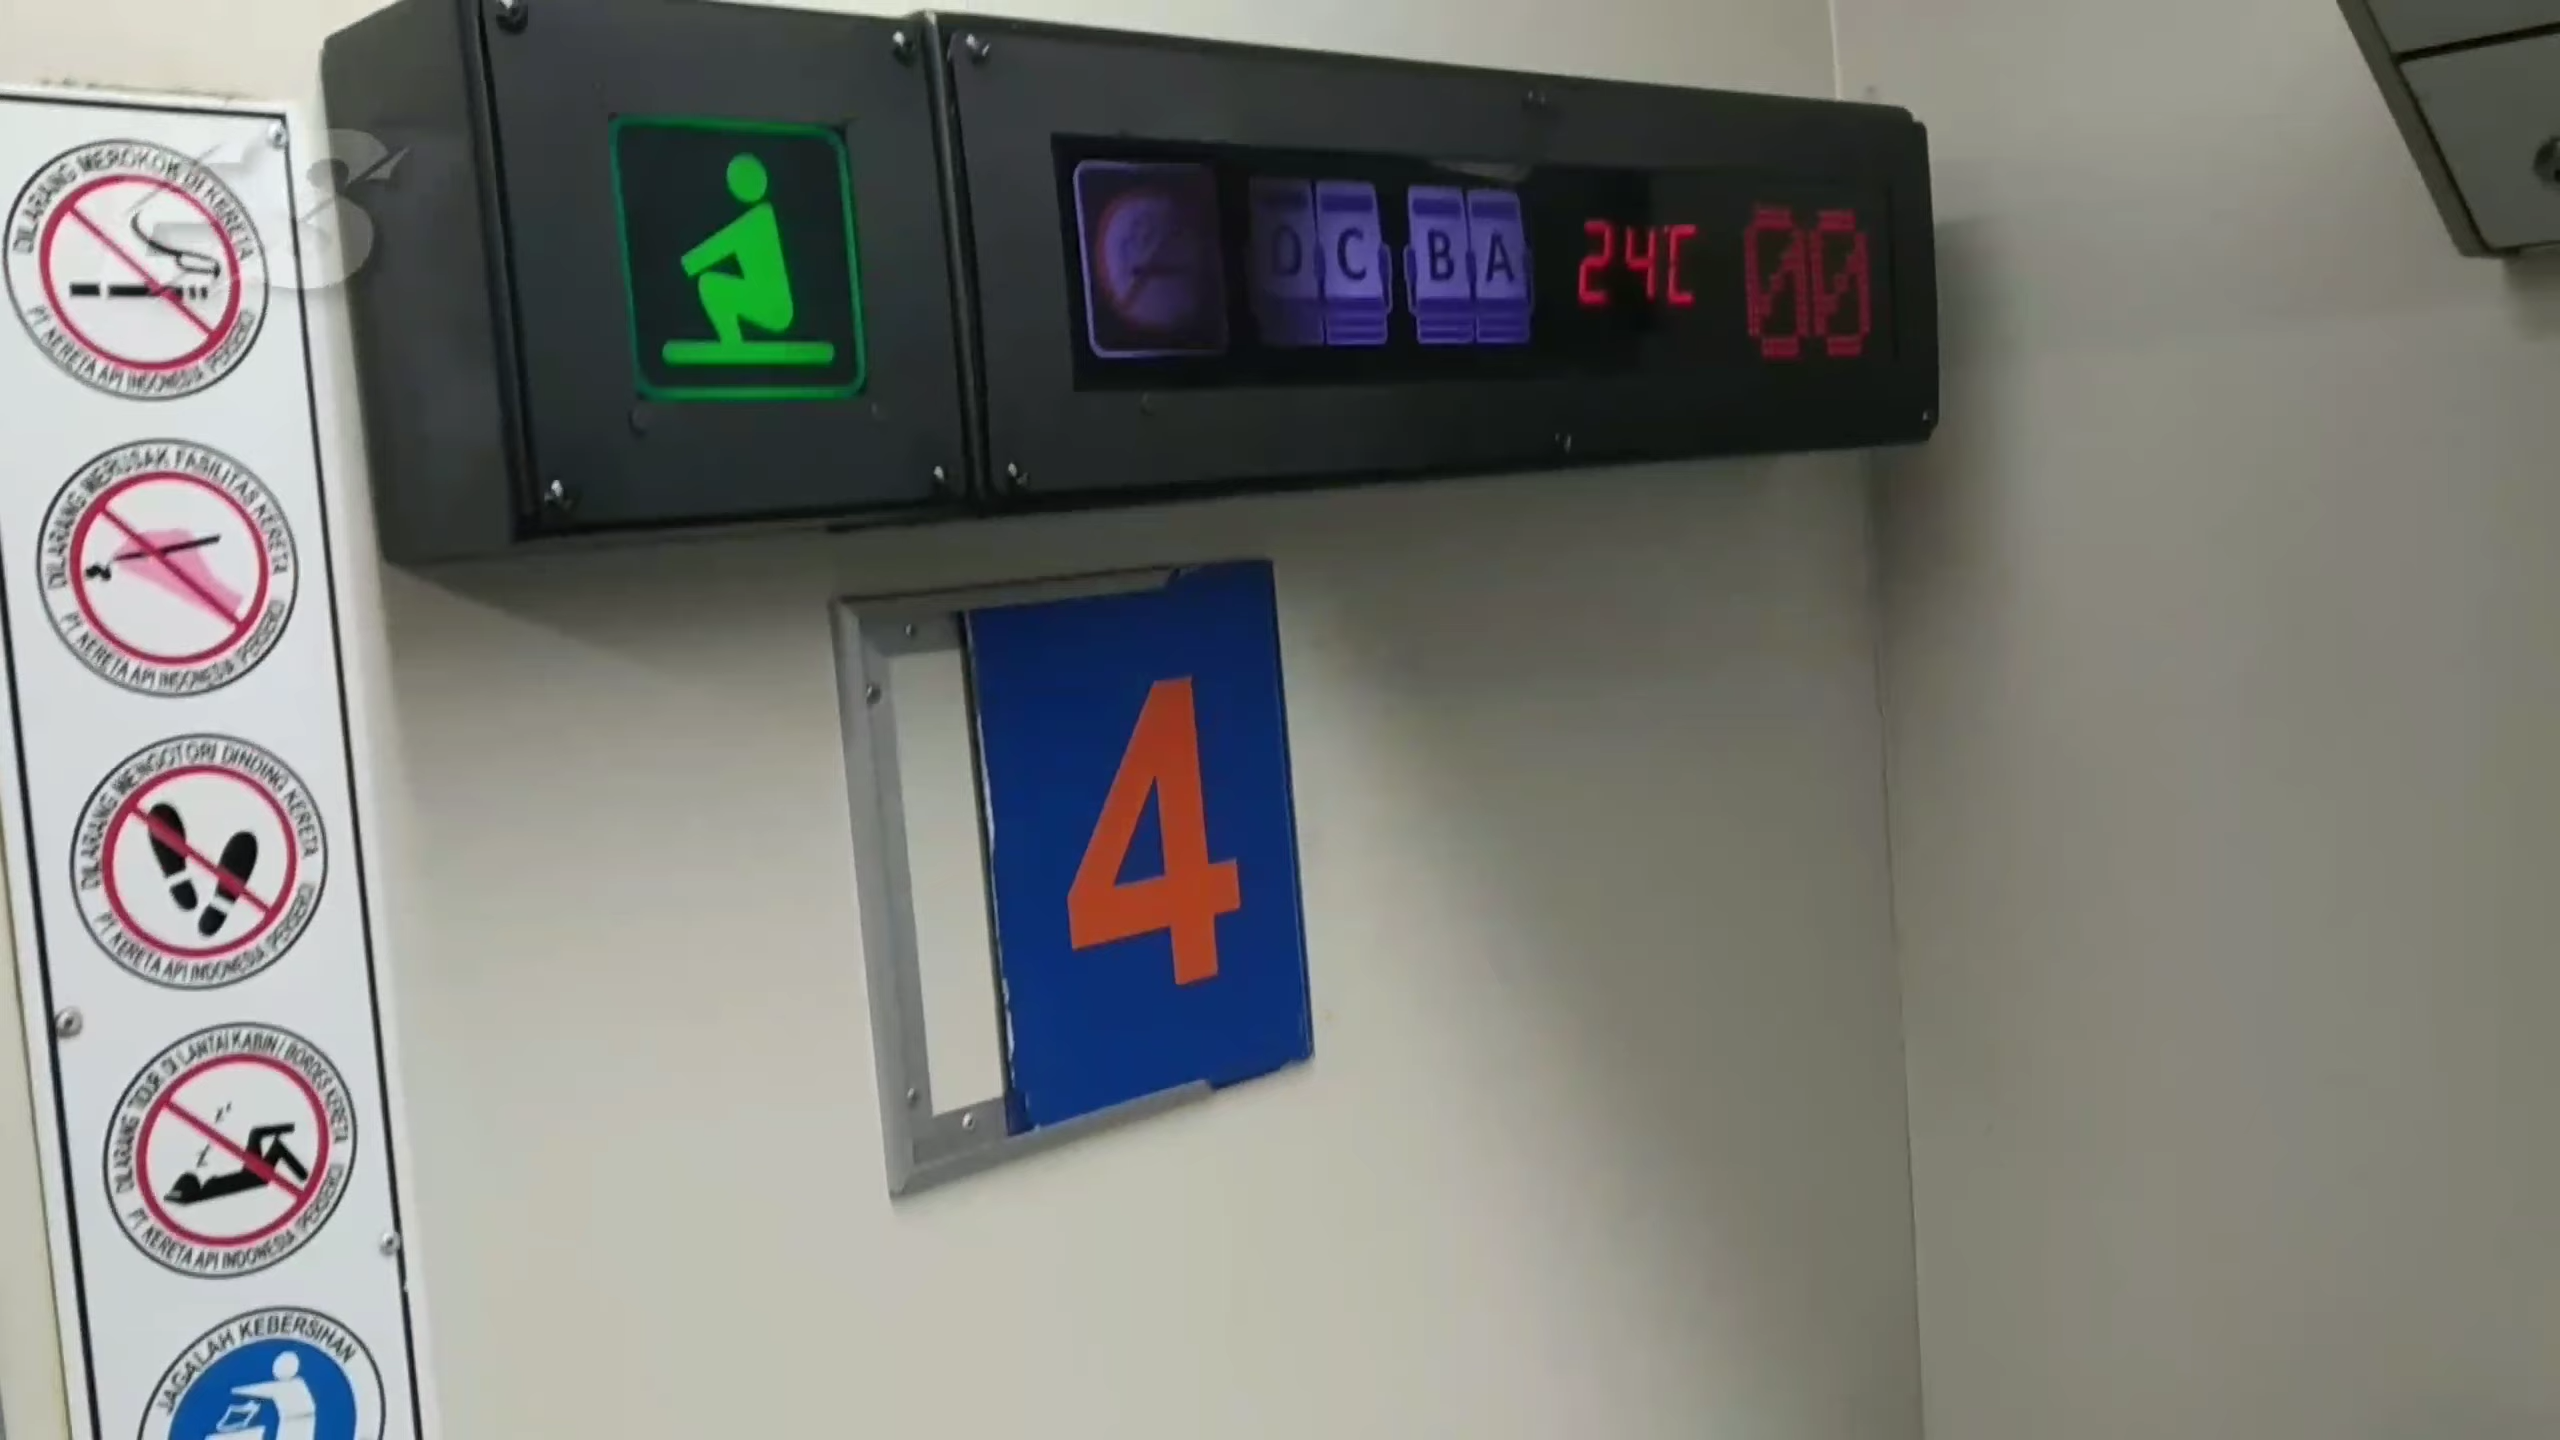 DILARANG MEROKOK DI KERETA
PT. KERETA API INDONESIA (PERSERO)
DILARANG MERUSAK FASILITAS KERETA
PT. KERETA API INDONESIA (PERSERO)
DILARANG MENGOTORI DINDING KERETA
PT. KERETA API INDONESIA (PERSERO)
DILARANG TIDUR DI LANTAI KABIN / BORDES KERETA
PT. KERETA API INDONESIA (PERSERO)
JAGALAH KEBERSIHAN
D C B A 24°C 00
4